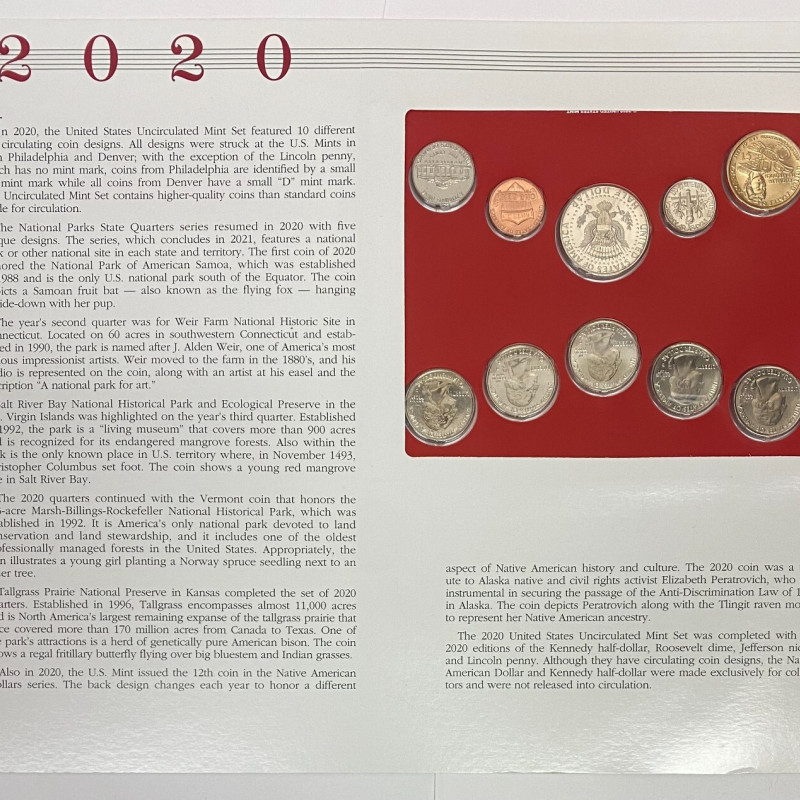 2020
n 2020, the United States Uncirculated Mint Set featured 10 different
circulating coin designs. All designs were struck at the U.S. Mints in
Philadelphia and Denver; with the exception of the Lincoln penny,
ch has no mint mark, coins from Philadelphia are identified by a small
mint mark while all coins from Denver have a small "D" mint mark.
Uncirculated Mint Set contains higher-quality coins than standard coins
de for circulation.
The National Parks State Quarters series resumed in 2020 with five
que designs. The series, which concludes in 2021, features a national
k or other national site in each state and territory. The first coin of 2020
ored the National Park of American Samoa, which was established
1988 and is the only U.S. national park south of the Equator. The coin
icts a Samoan fruit bat — also known as the flying fox — hanging
ide-down with her pup.
The year's second quarter was for Weir Farm National Historic Site in
nnecticut. Located on 60 acres in southwestern Connecticut and estab-
ed in 1990, the park is named after J. Alden Weir, one of America's most
ous impressionist artists. Weir moved to the farm in the 1880's, and his
dio is represented on the coin, along with an artist at his easel and the
cription "A national park for art."
Salt River Bay National Historical Park and Ecological Preserve in the
. Virgin Islands was highlighted on the year's third quarter. Established
1992, the park is a "living museum" that covers more than 900 acres
d is recognized for its endangered mangrove forests. Also within the
k is the only known place in U.S. territory where, in November 1493,
ristopher Columbus set foot. The coin shows a young red mangrove
e in Salt River Bay.
The 2020 quarters continued with the Vermont coin that honors the
-acre Marsh-Billings-Rockefeller National Historical Park, which was
ablished in 1992. It is America's only national park devoted to land
nservation and land stewardship, and it includes one of the oldest
ofessionally managed forests in the United States. Appropriately, the
n illustrates a young girl planting a Norway spruce seedling next to an
er tree.
Tallgrass Prairie National Preserve in Kansas completed the set of 2020
arters. Established in 1996, Tallgrass encompasses almost 11,000 acres
d is North America's largest remaining expanse of the tallgrass prairie that
ce covered more than 170 million acres from Canada to Texas. One of
park's attractions is a herd of genetically pure American bison. The coin
ows a regal fritillary butterfly flying over big bluestem and Indian grasses.
Also in 2020, the U.S. Mint issued the 12th coin in the Native American
ollars series. The back design changes each year to honor a different
HALF DOLLAR
aspect of Native American history and culture. The 2020 coin was a
ute to Alaska native and civil rights activist Elizabeth Peratrovich, who
instrumental in securing the passage of the Anti-Discrimination Law of 1
in Alaska. The coin depicts Peratrovich along with the Tlingit raven mo
to represent her Native American ancestry.
The 2020 United States Uncirculated Mint Set was completed with
2020 editions of the Kennedy half-dollar, Roosevelt dime, Jefferson nic
and Lincoln penny. Although they have circulating coin designs, the Na
American Dollar and Kennedy half-dollar were made exclusively for col
tors and were not released into circulation.